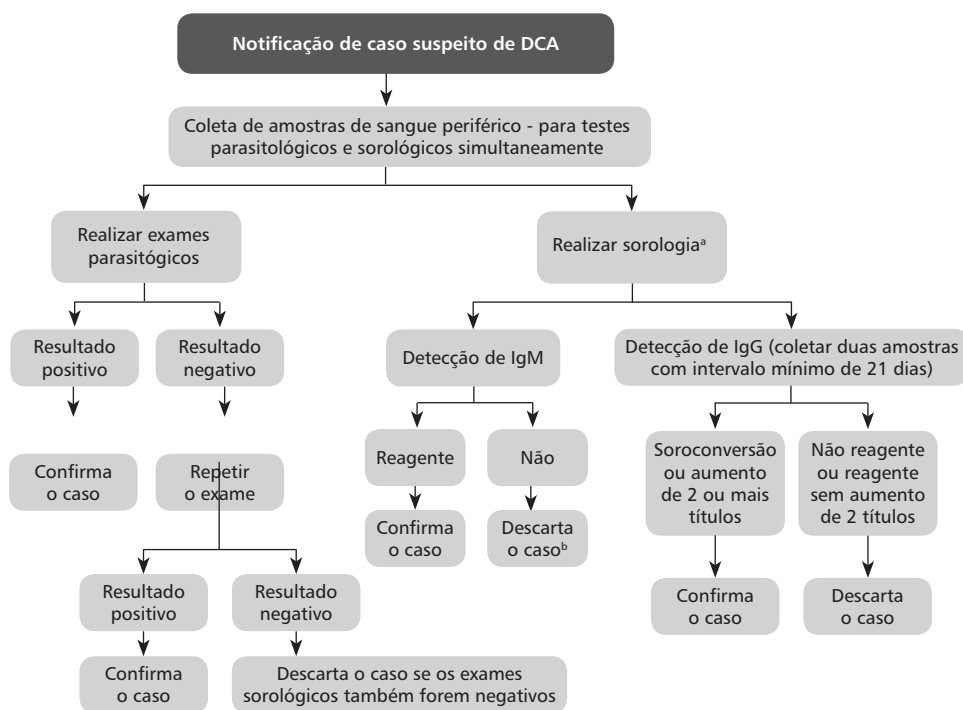 Notificação de caso suspeito de DCA
Coleta de amostras de sangue periférico - para testes
parasitológicos e sorológicos simultaneamente
Realizar exames
parasitógicos
Realizar sorologiaᵃ
Resultado
positivo
Resultado
negativo
Detecção de IgM
Detecção de IgG (coletar duas amostras
com intervalo mínimo de 21 dias)
Confirma
o caso
Repetir
o exame
Reagente
Não
Soroconversão
ou aumento
de 2 ou mais
títulos
Não reagente
ou reagente
sem aumento
de 2 títulos
Confirma
o caso
Descarta
o casoᵇ
Resultado
positivo
Resultado
negativo
Confirma
o caso
Descarta
o caso
Confirma
o caso
Descarta o caso se os exames
sorológicos também forem negativos